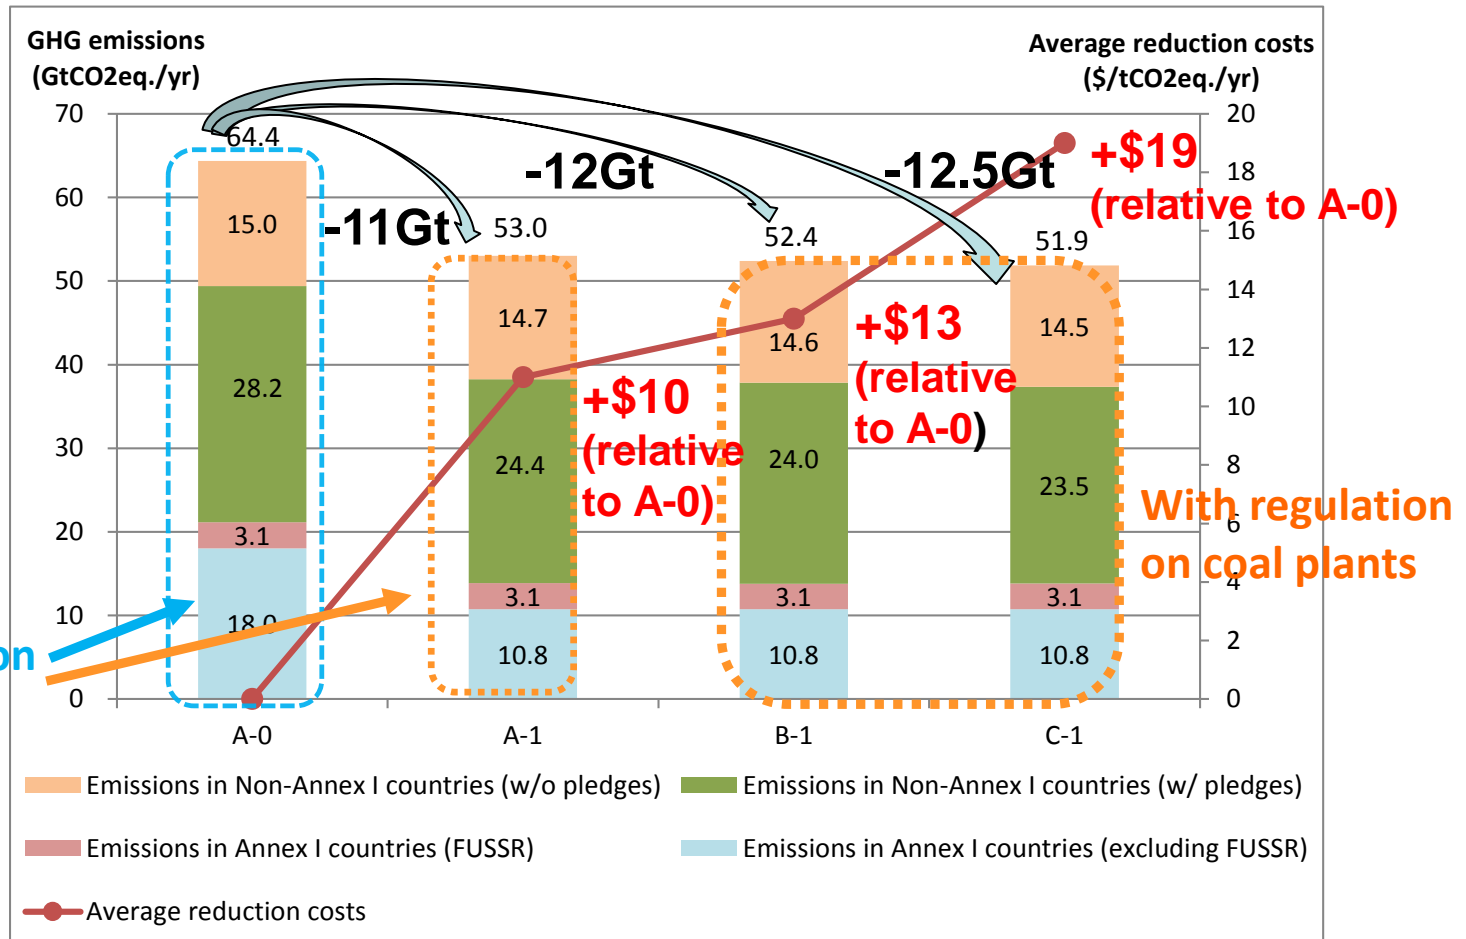 GHG emissions
(GtCO2eq./yr)
Average reduction costs
($/tCO2eq./yr)
70
60
50
40
30
20
10
0
20
18
16
14
12
10
8
6
4
2
0
64.4
15.0
28.2
3.1
18.0
-11Gt
53.0
14.7
24.4
3.1
10.8
-12Gt
52.4
14.6
24.0
3.1
10.8
-12.5Gt
51.9
14.5
23.5
3.1
10.8
+$10
(relative
to A-0)
+$13
(relative
to A-0)
+$19
(relative to A-0)
With regulation
on coal plants
on
A-0
A-1
B-1
C-1
Emissions in Non-Annex I countries (w/o pledges)
Emissions in Non-Annex I countries (w/ pledges)
Emissions in Annex I countries (FUSSR)
Emissions in Annex I countries (excluding FUSSR)
Average reduction costs